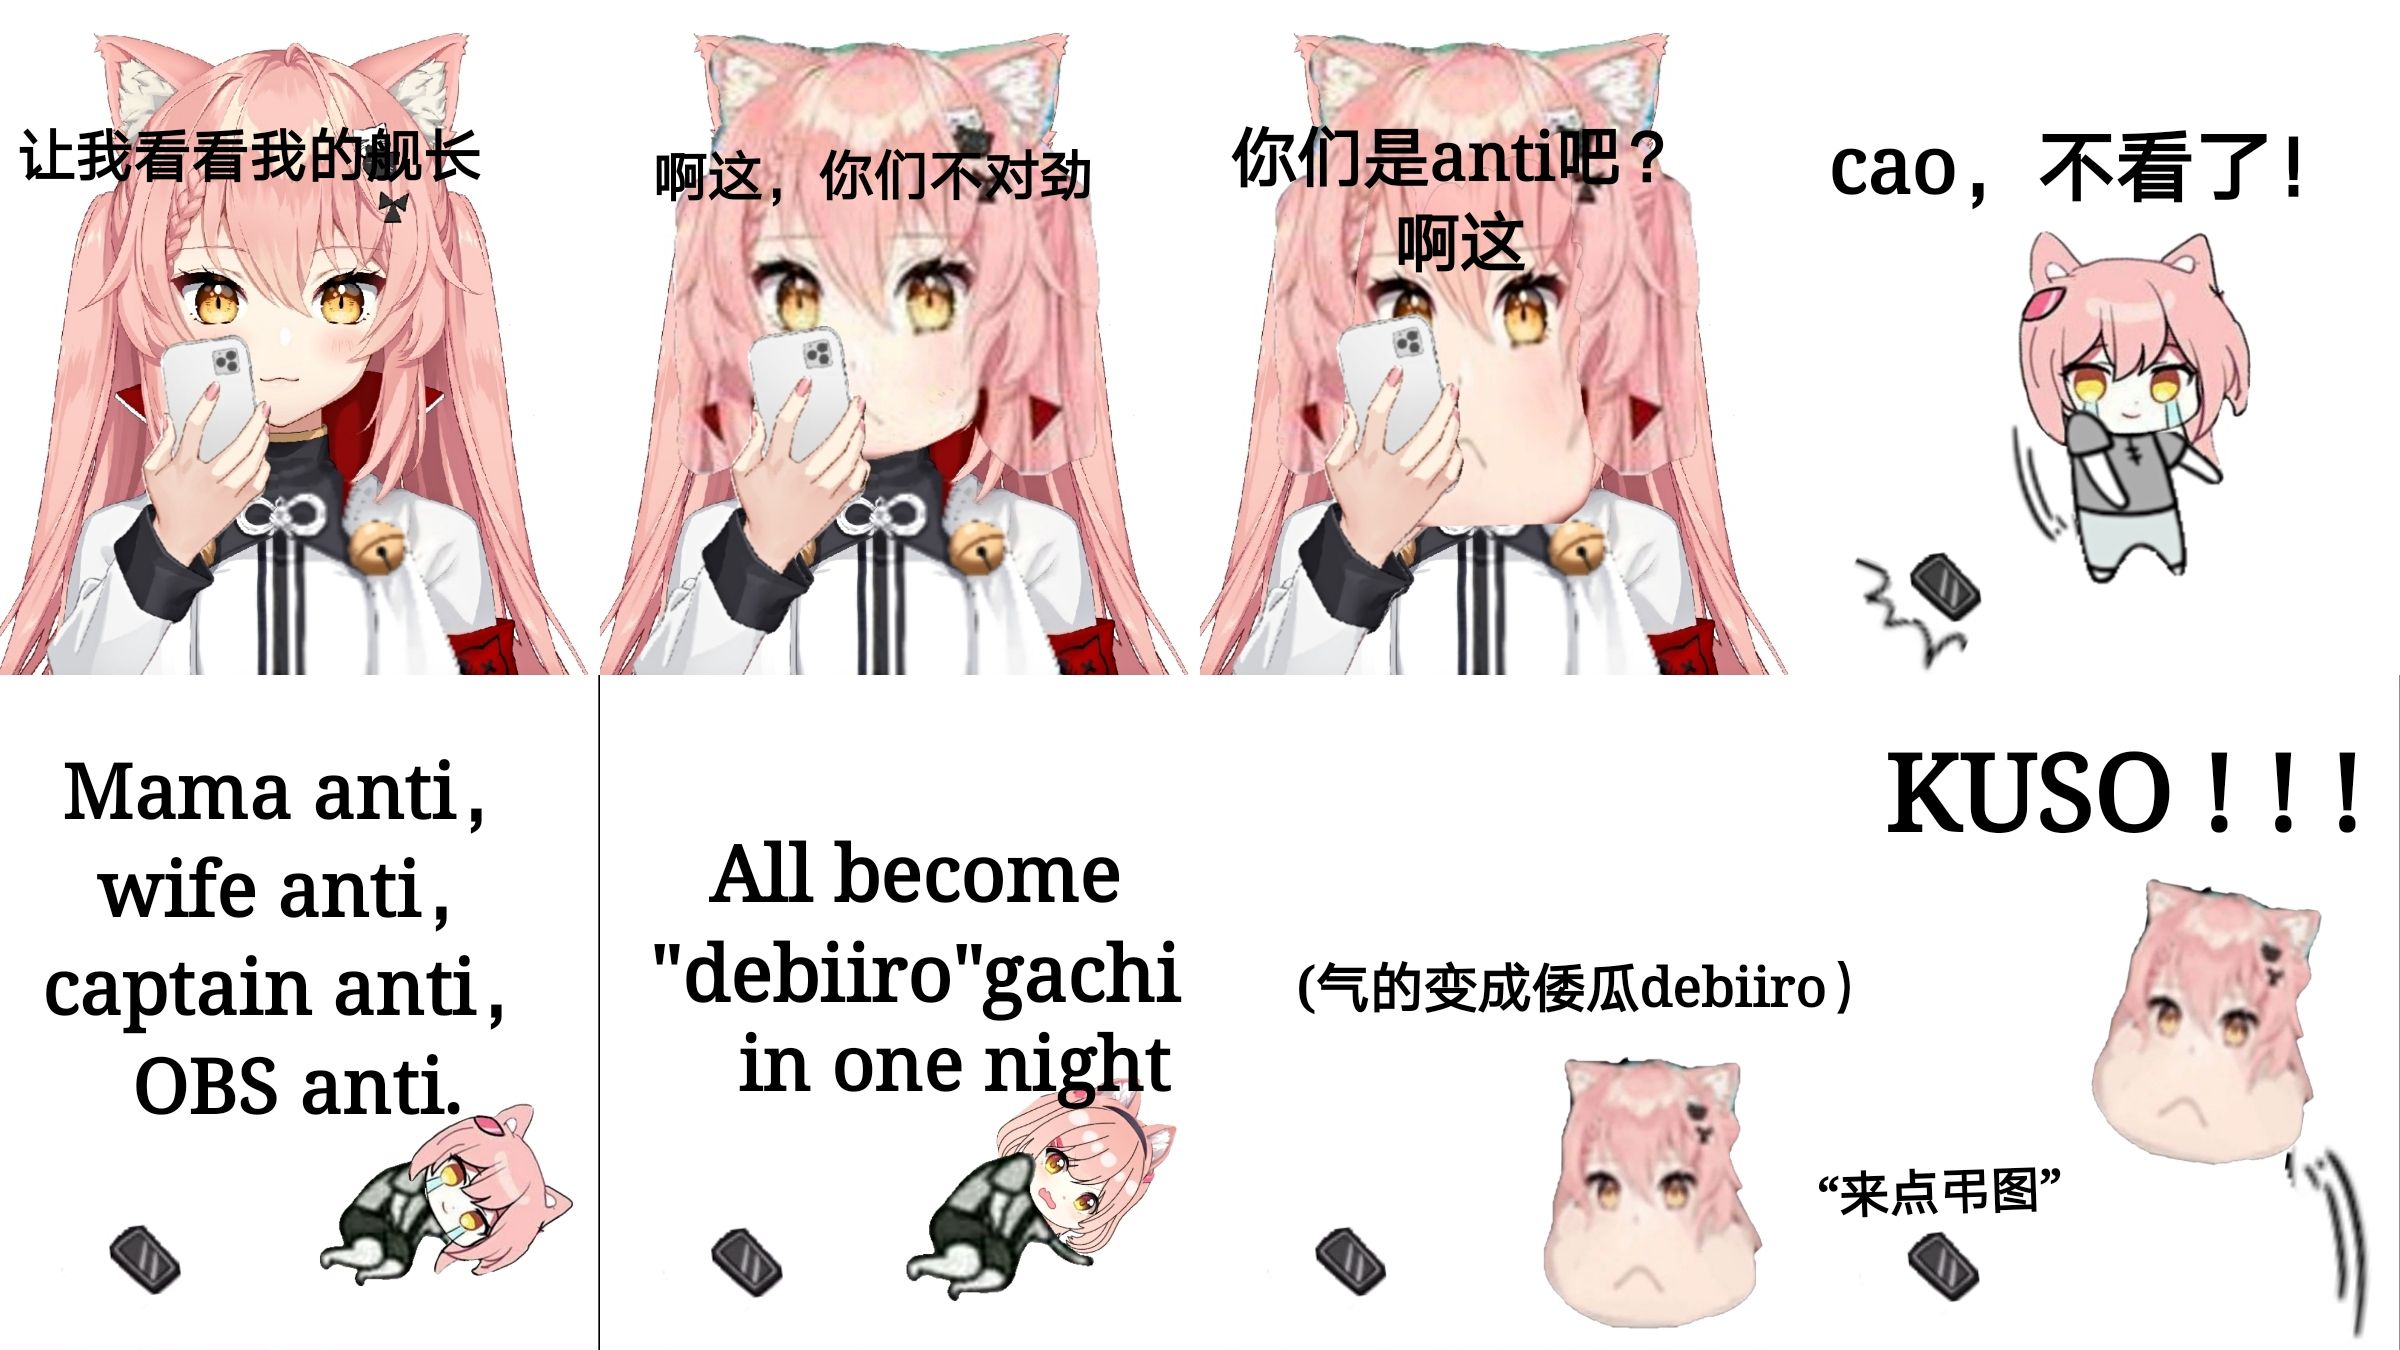 让我看看我的舰长
啊这，你们不对劲
你们是anti吧？
啊这
cao，不看了！
Mama anti，
wife anti，
captain anti，
OBS anti.
All become
"debiiro"gachi
in one night
(气的变成倭瓜debiiro）
“来点弔图”
KUSO！！！